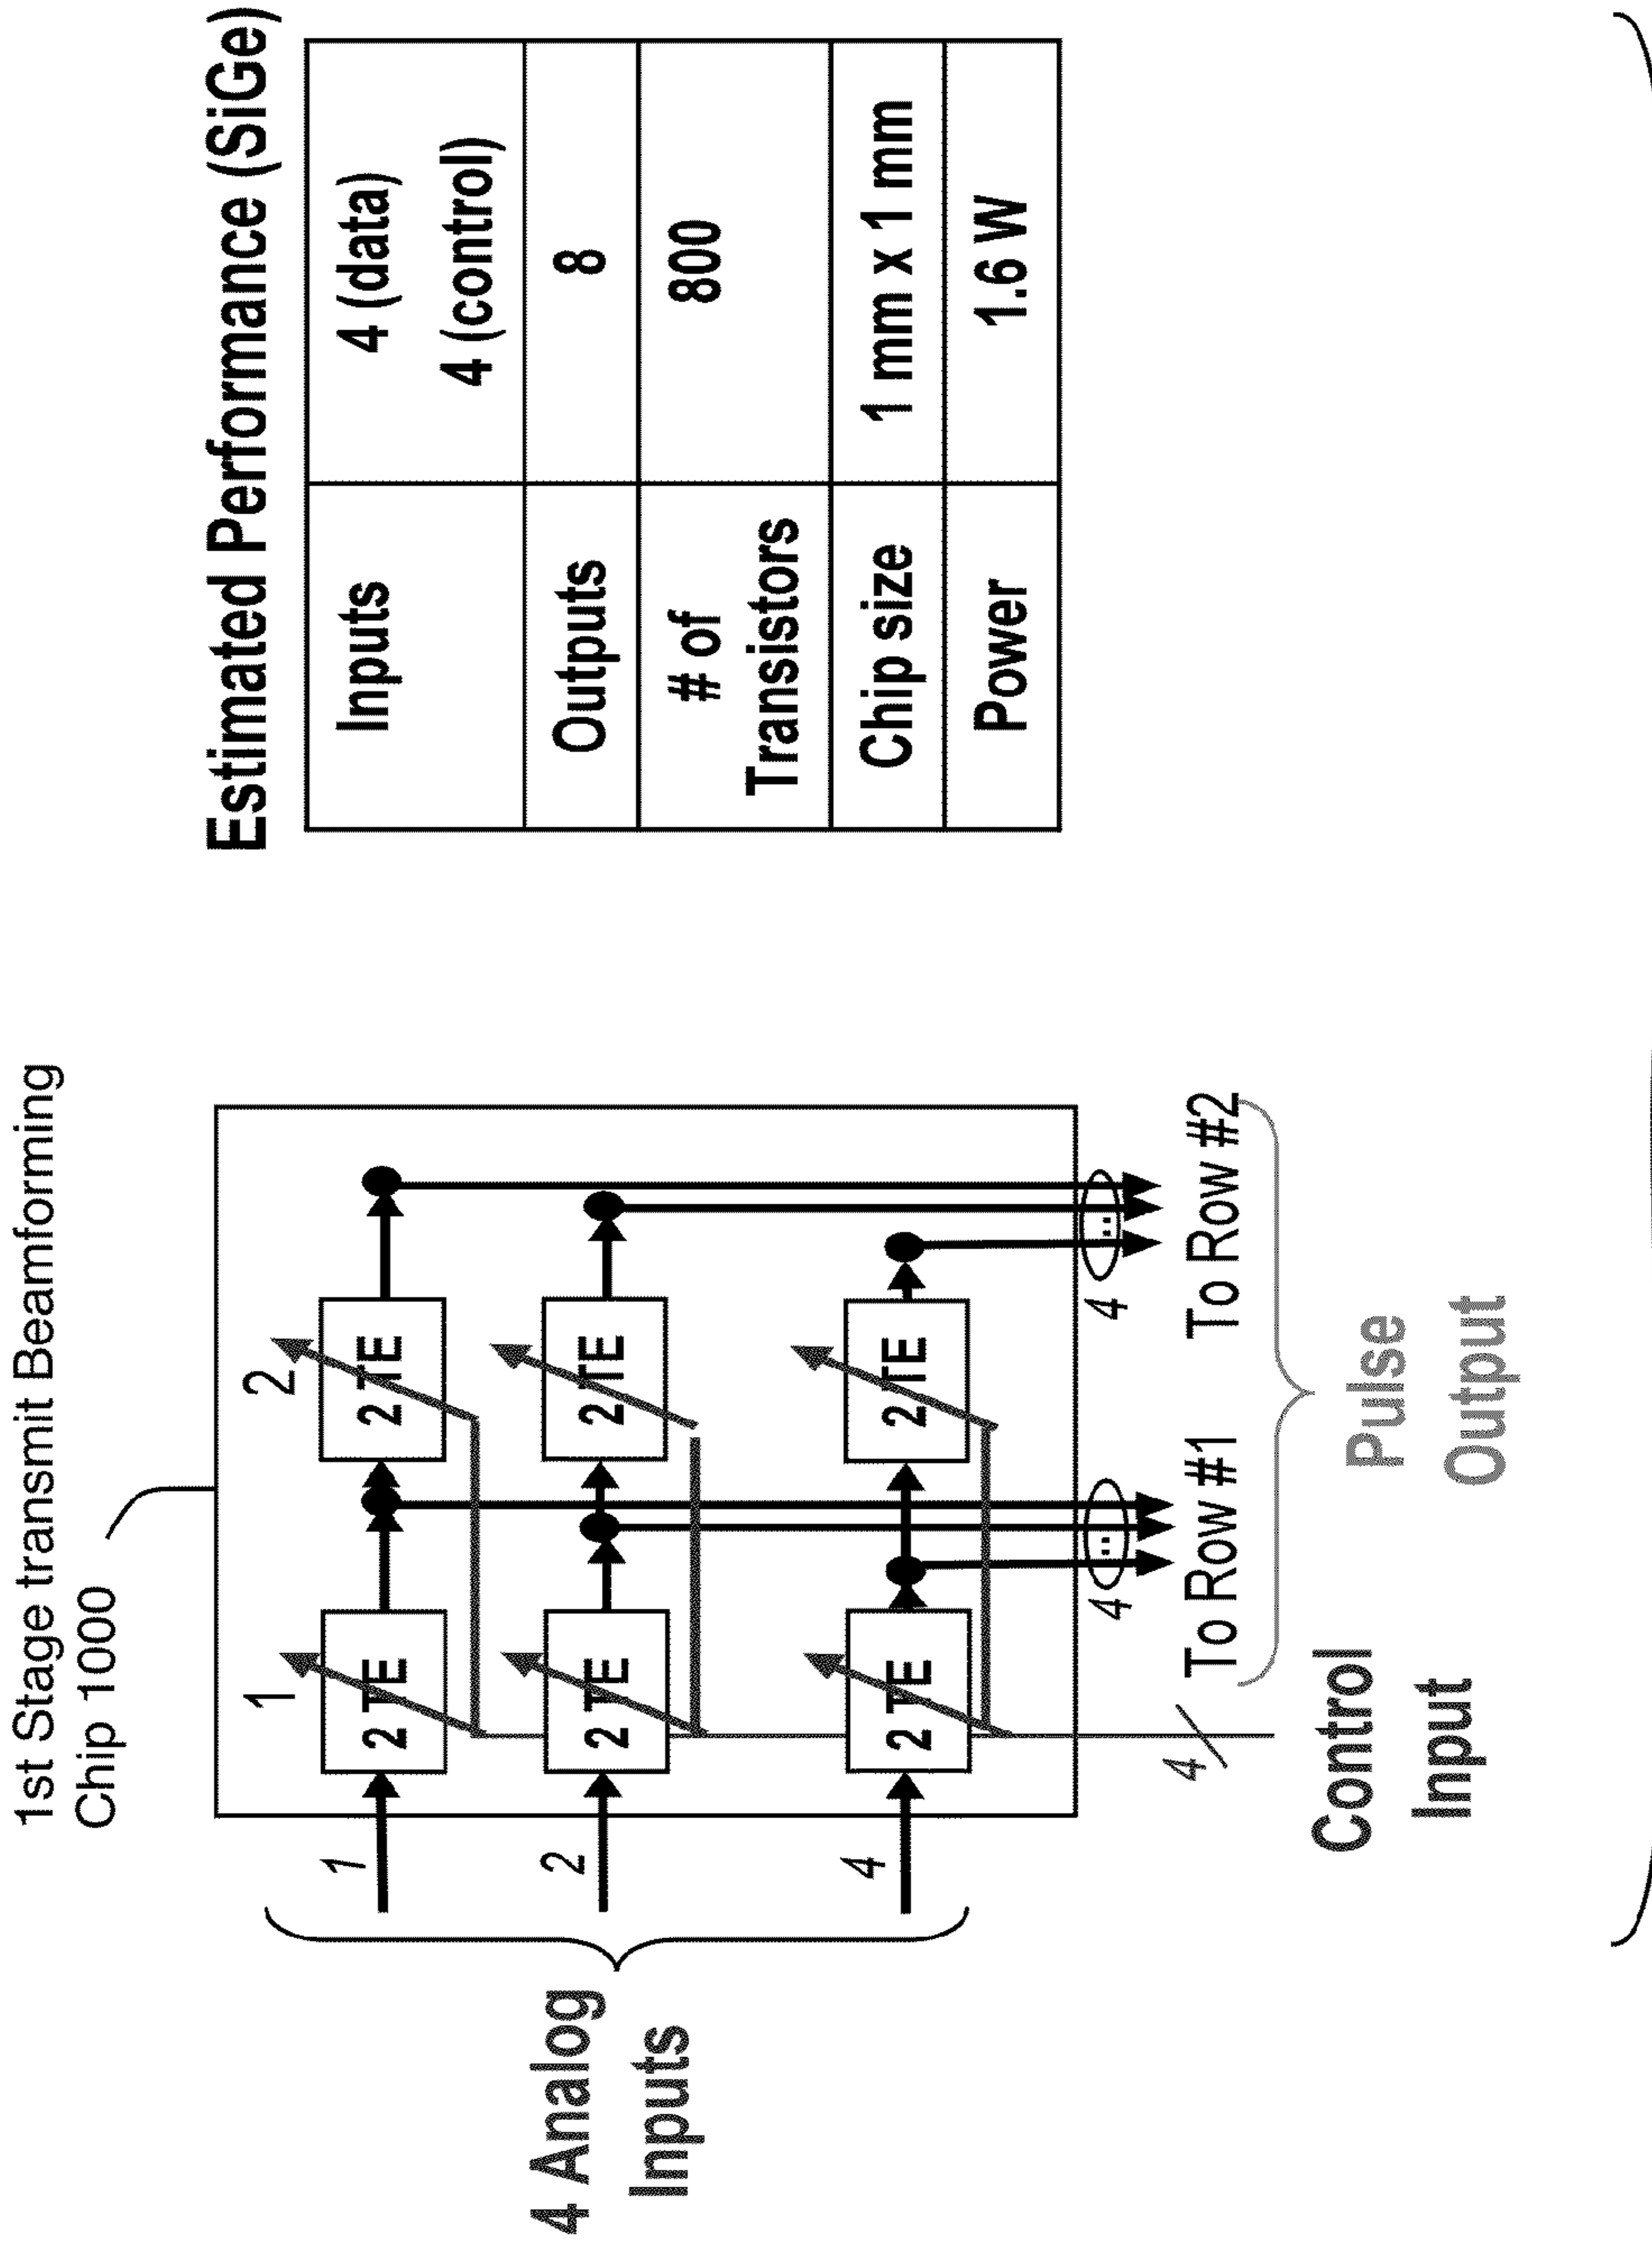 1st Stage transmit Beamforming
Chip 1000
1
2
2 TE
2 TE
2 TE
2 TE
2 TE
2 TE
1
2
4
4 Analog
Inputs
4
4
4
..
..
To Row #1
To Row #2
Control
Input
Pulse
Output
Estimated Performance (SiGe)
Inputs
4 (data)
4 (control)
Outputs
8
# of
Transistors
800
Chip size
1 mm x 1 mm
Power
1.6 W